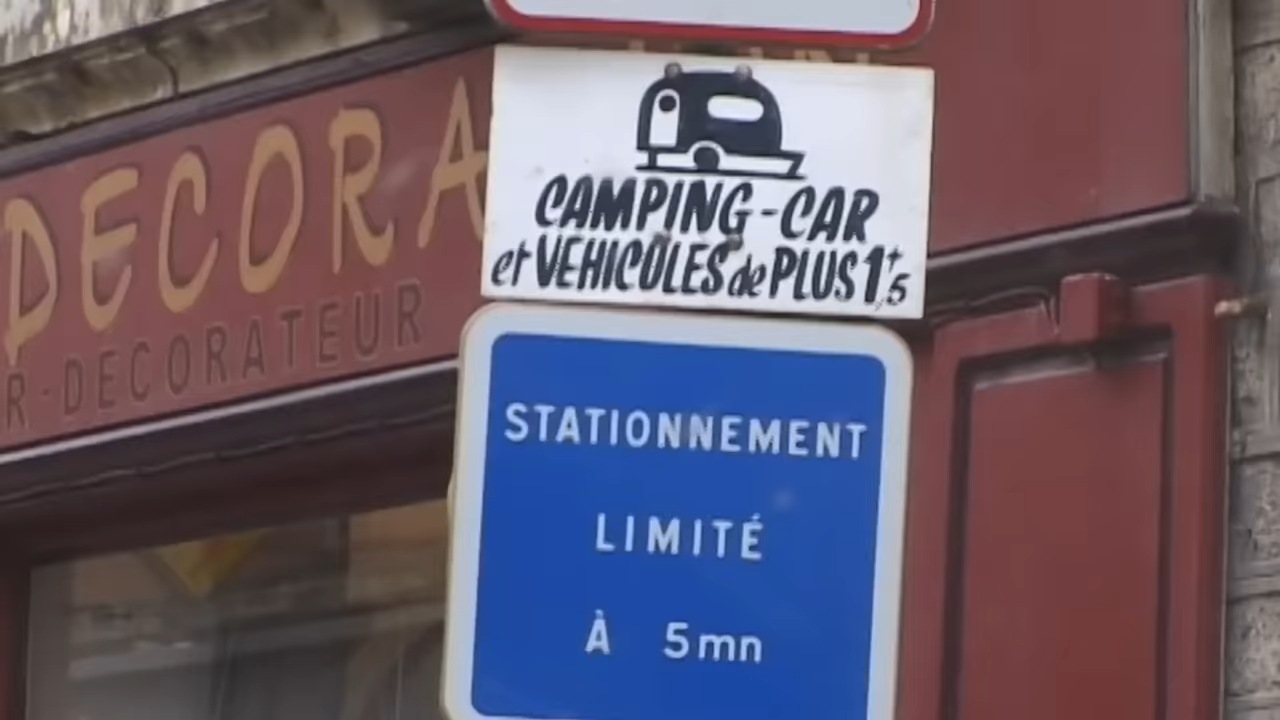 DECORA
R-DECORATEUR
CAMPING-CAR
et VEHICULES de PLUS 1t5
STATIONNEMENT
LIMITÉ
À 5mn